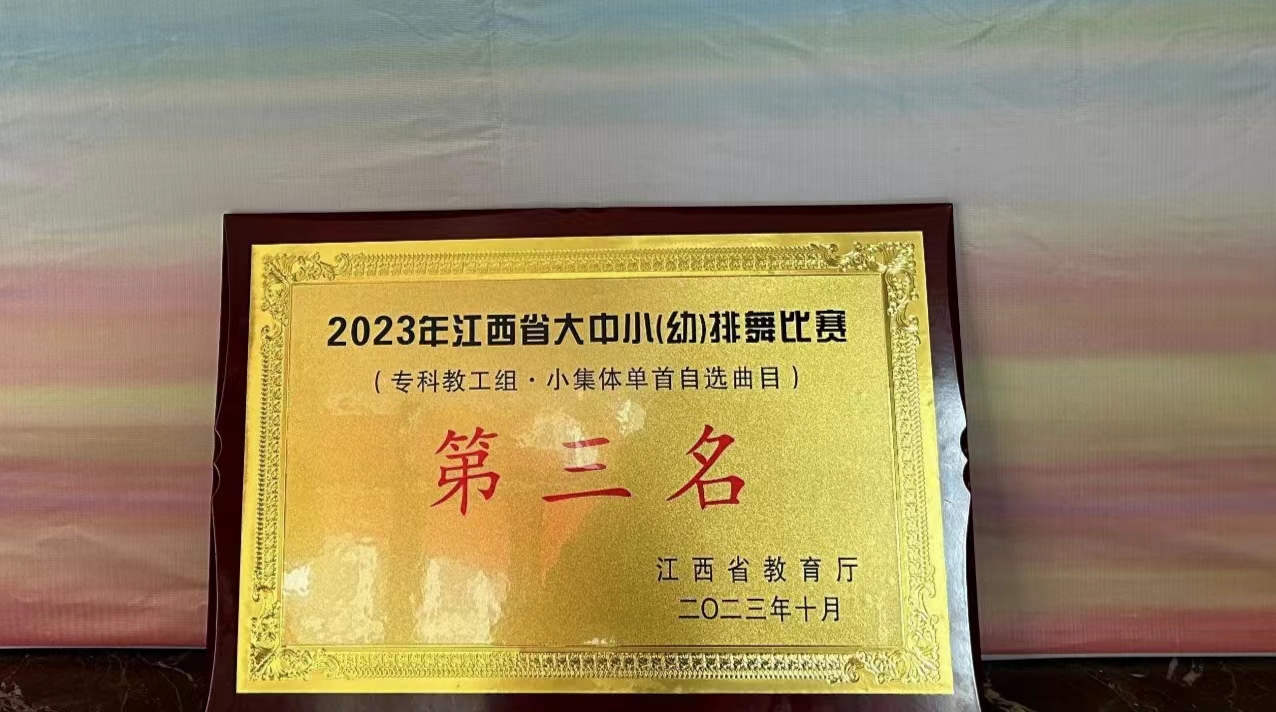 2023年江西省大中小(幼)排舞比赛
(专科教工组·小集体单首自选曲目)
第三名
江西省教育厅
二〇二三年十月